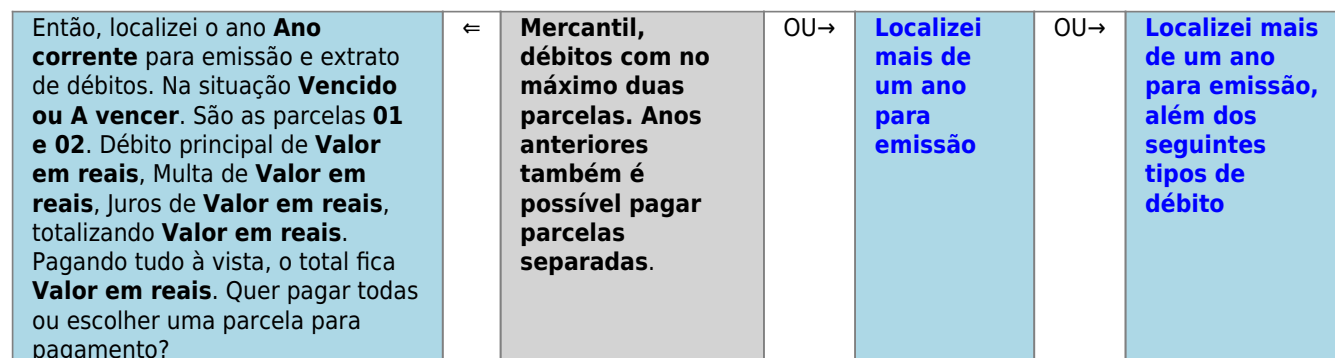 Então, localizei o ano Ano
corrente para emissão e extrato
de débitos. Na situação Vencido
ou A vencer. São as parcelas 01
e 02. Débito principal de Valor
em reais, Multa de Valor em
reais, Juros de Valor em reais,
totalizando Valor em reais.
Pagando tudo à vista, o total fica
Valor em reais. Quer pagar todas
ou escolher uma parcela para
pagamento?
⇐
Mercantil,
débitos com no
máximo duas
parcelas. Anos
anteriores
também é
possível pagar
parcelas
separadas.
OU→
Localizei
mais de
um ano
para
emissão
OU→
Localizei mais
de um ano
para emissão,
além dos
seguintes
tipos de
débito